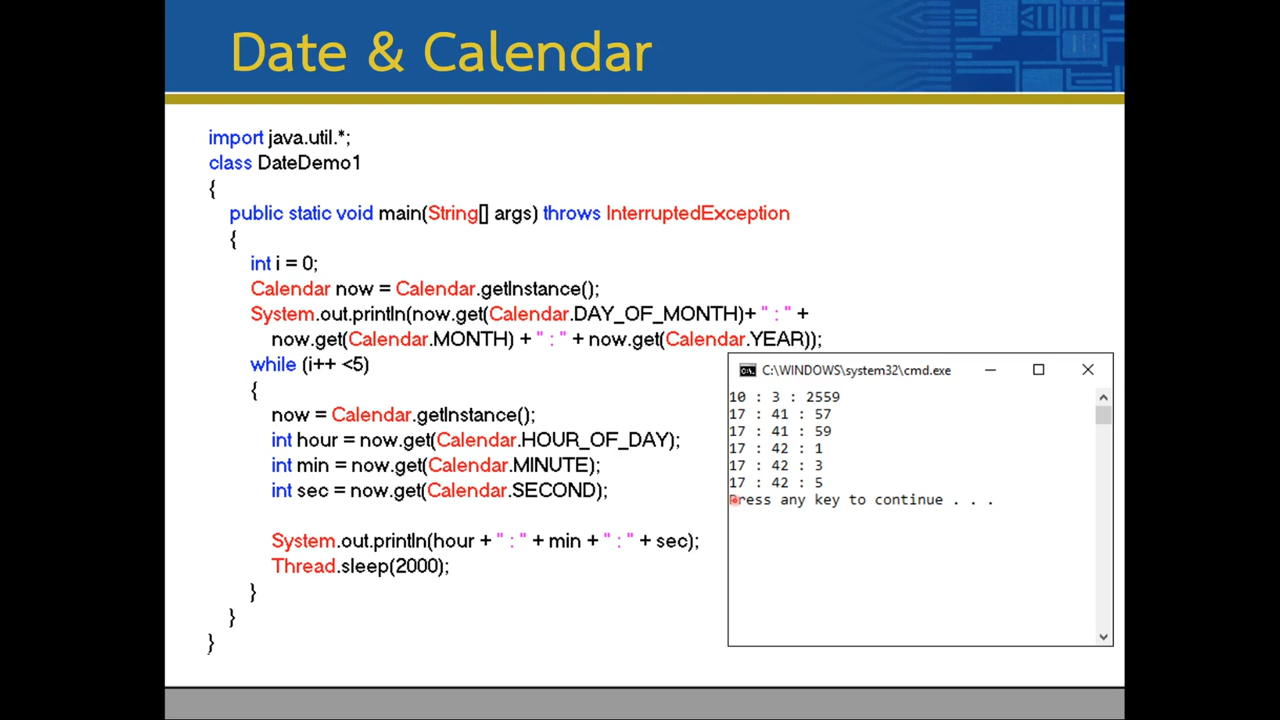 Date & Calendar
import java.util.*;
class DateDemo1
{
public static void main(String[] args) throws InterruptedException
{
int i = 0;
Calendar now = Calendar.getInstance();
System.out.println(now.get(Calendar.DAY_OF_MONTH)+ " : " +
now.get(Calendar.MONTH) + " : " + now.get(Calendar.YEAR));
while (i++ <5)
{
now = Calendar.getInstance();
int hour = now.get(Calendar.HOUR_OF_DAY);
int min = now.get(Calendar.MINUTE);
int sec = now.get(Calendar.SECOND);
System.out.println(hour + " : " + min + " : " + sec);
Thread.sleep(2000);
}
}
}
C:\WINDOWS\system32\cmd.exe
10 : 3 : 2559
17 : 41 : 57
17 : 41 : 59
17 : 42 : 1
17 : 42 : 3
17 : 42 : 5
Press any key to continue . . .